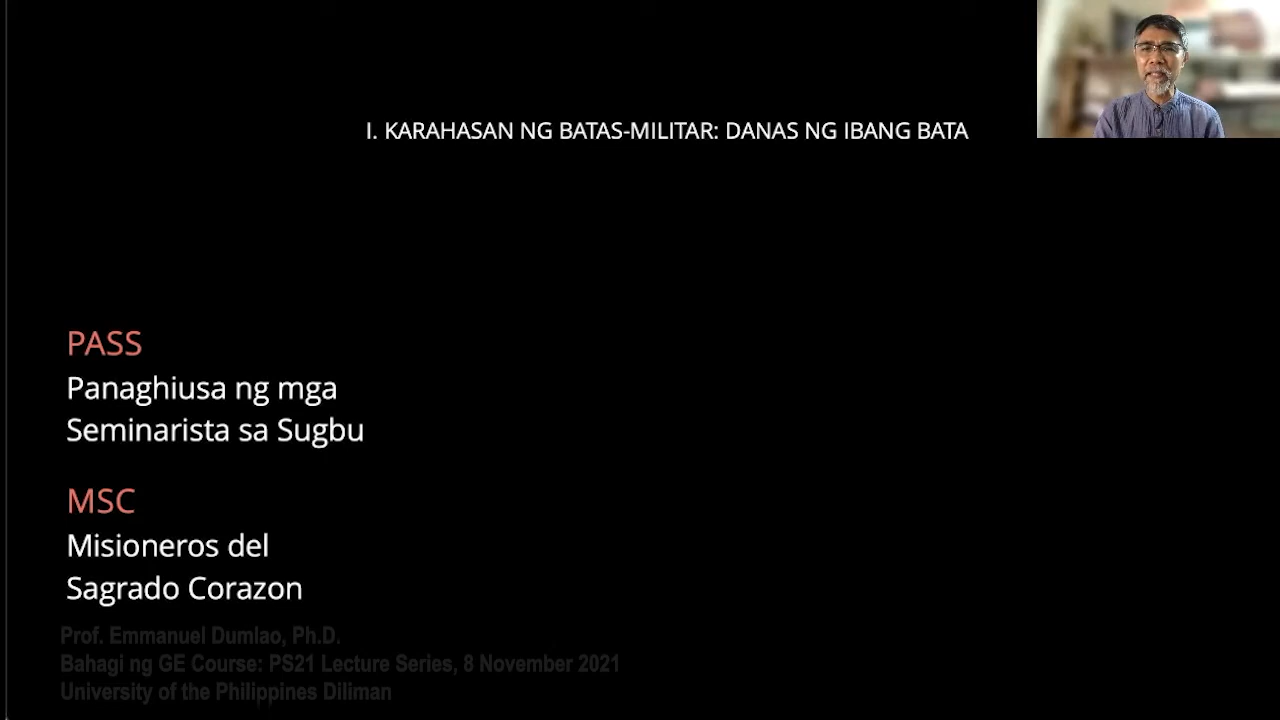 I. KARAHASAN NG BATAS-MILITAR: DANAS NG IBANG BATA
PASS
Panaghiusa ng mga
Seminarista sa Sugbu
MSC
Misioneros del
Sagrado Corazon
Prof. Emmanuel Dumlao, Ph.D.
Bahagi ng GE Course: PS21 Lecture Series, 8 November 2021
University of the Philippines Diliman